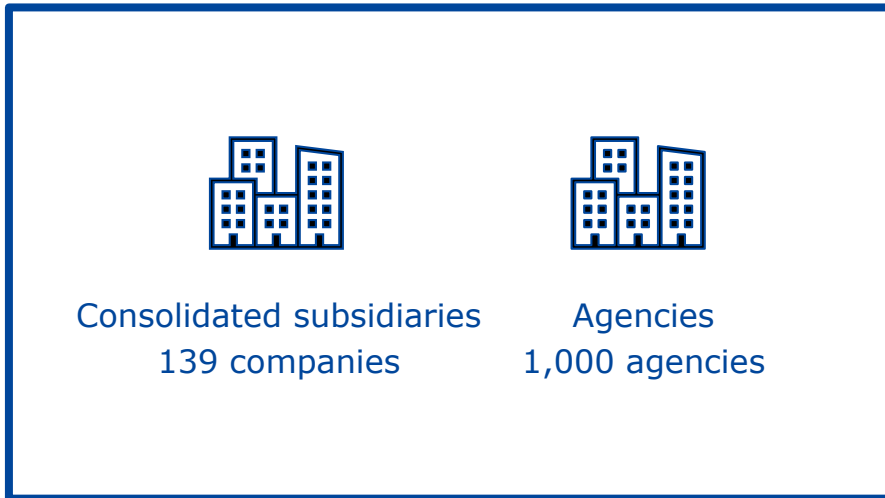 Consolidated subsidiaries
139 companies
Agencies
1,000 agencies